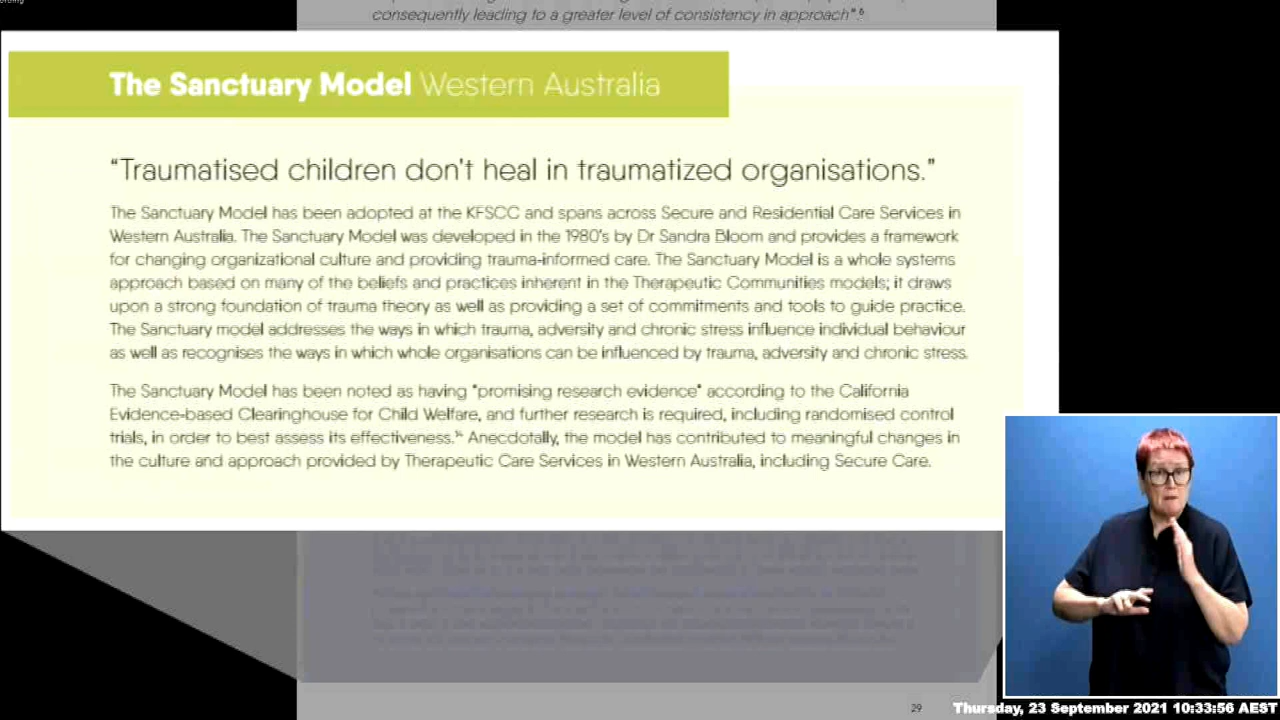 consequently leading to a greater level of consistency in approach".⁶
The Sanctuary Model Western Australia
“Traumatised children don't heal in traumatized organisations.”
The Sanctuary Model has been adopted at the KFSCC and spans across Secure and Residential Care Services in
Western Australia. The Sanctuary Model was developed in the 1980's by Dr Sandra Bloom and provides a framework
for changing organizational culture and providing trauma-informed care. The Sanctuary Model is a whole systems
approach based on many of the beliefs and practices inherent in the Therapeutic Communities models; it draws
upon a strong foundation of trauma theory as well as providing a set of commitments and tools to guide practice.
The Sanctuary model addresses the ways in which trauma, adversity and chronic stress influence individual behaviour
as well as recognises the ways in which whole organisations can be influenced by trauma, adversity and chronic stress.
The Sanctuary Model has been noted as having "promising research evidence" according to the California
Evidence-based Clearinghouse for Child Welfare, and further research is required, including randomised control
trials, in order to best assess its effectiveness. Anecdotally, the model has contributed to meaningful changes in
the culture and approach provided by Therapeutic Care Services in Western Australia, including Secure Care.
29
Thursday, 23 September 2021 10:33:56 AEST